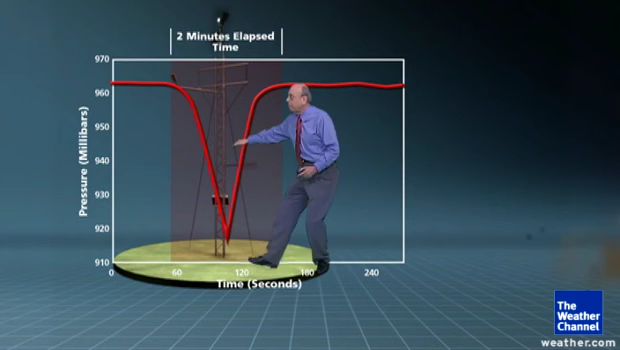 2 Minutes Elapsed
Time
970
960
950
940
930
920
910
Pressure (Millibars)
0
60
120
180
240
Time (Seconds)
The
Weather
Channel
weather.com